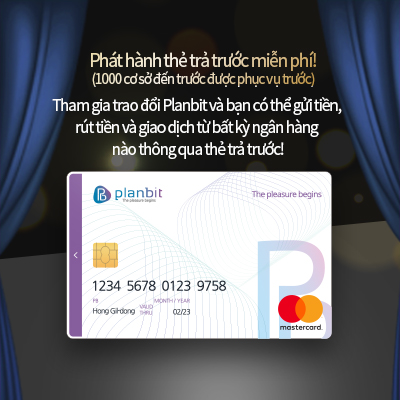 Phát hành thẻ trả trước miễn phí!
(1000 cơ sở đến trước được phục vụ trước)
Tham gia trao đổi Planbit và bạn có thể gửi tiền,
rút tiền và giao dịch từ bất kỳ ngân hàng
nào thông qua thẻ trả trước!
planbit
The pleasure begins
The pleasure begins
1234 5678 0123 9758
PB MONTH / YEAR
Hong Gil-dong VALID THRU 02/23
mastercard.